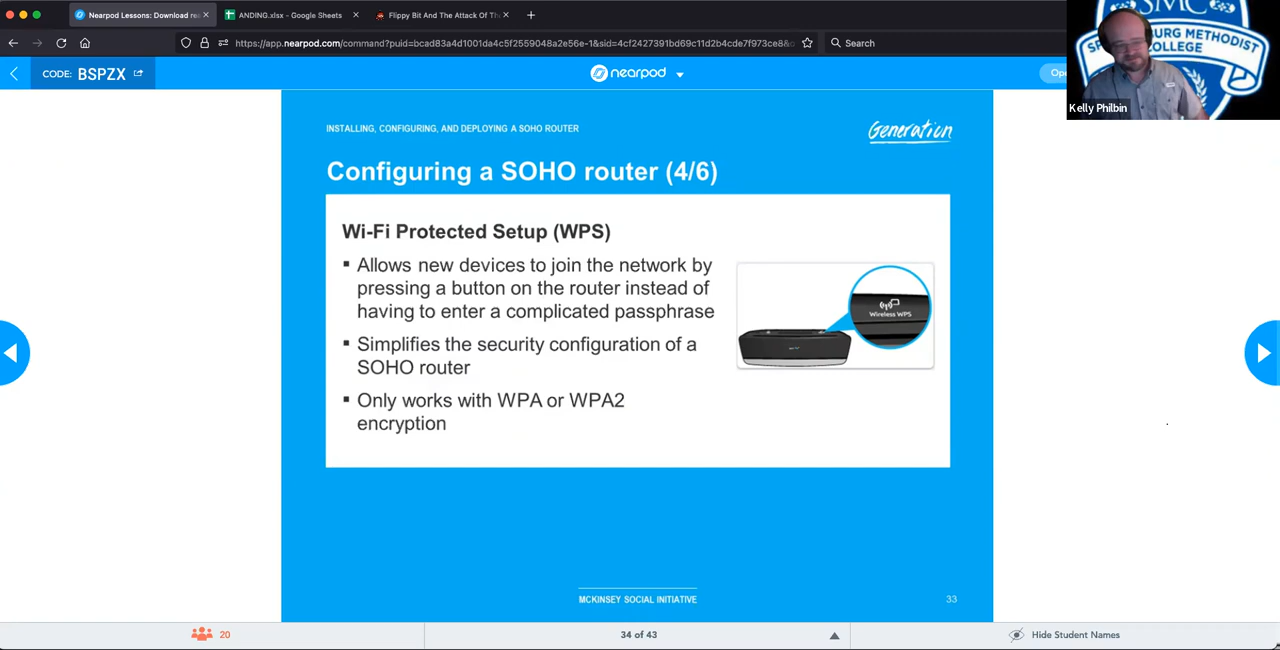 Nearpod Lessons: Download re
ANDING.xlsx - Google Sheets
Flippy Bit And The Attack Of The
https://app.nearpod.com/command?puid=bcad83a4d1001da4c5f2559048a2e56e-1&sid=4cf2427391bd69c11d2b4cde7f973ce8&
Search
CODE: BSPZX
nearpod
Ope
SMC
METHODIST
COLLEGE
Kelly Philbin
INSTALLING, CONFIGURING, AND DEPLOYING A SOHO ROUTER
Generation
Configuring a SOHO router (4/6)
Wi-Fi Protected Setup (WPS)
▪ Allows new devices to join the network by
pressing a button on the router instead of
having to enter a complicated passphrase
▪ Simplifies the security configuration of a
SOHO router
▪ Only works with WPA or WPA2
encryption
Wireless WPS
MCKINSEY SOCIAL INITIATIVE
33
20
34 of 43
Hide Student Names